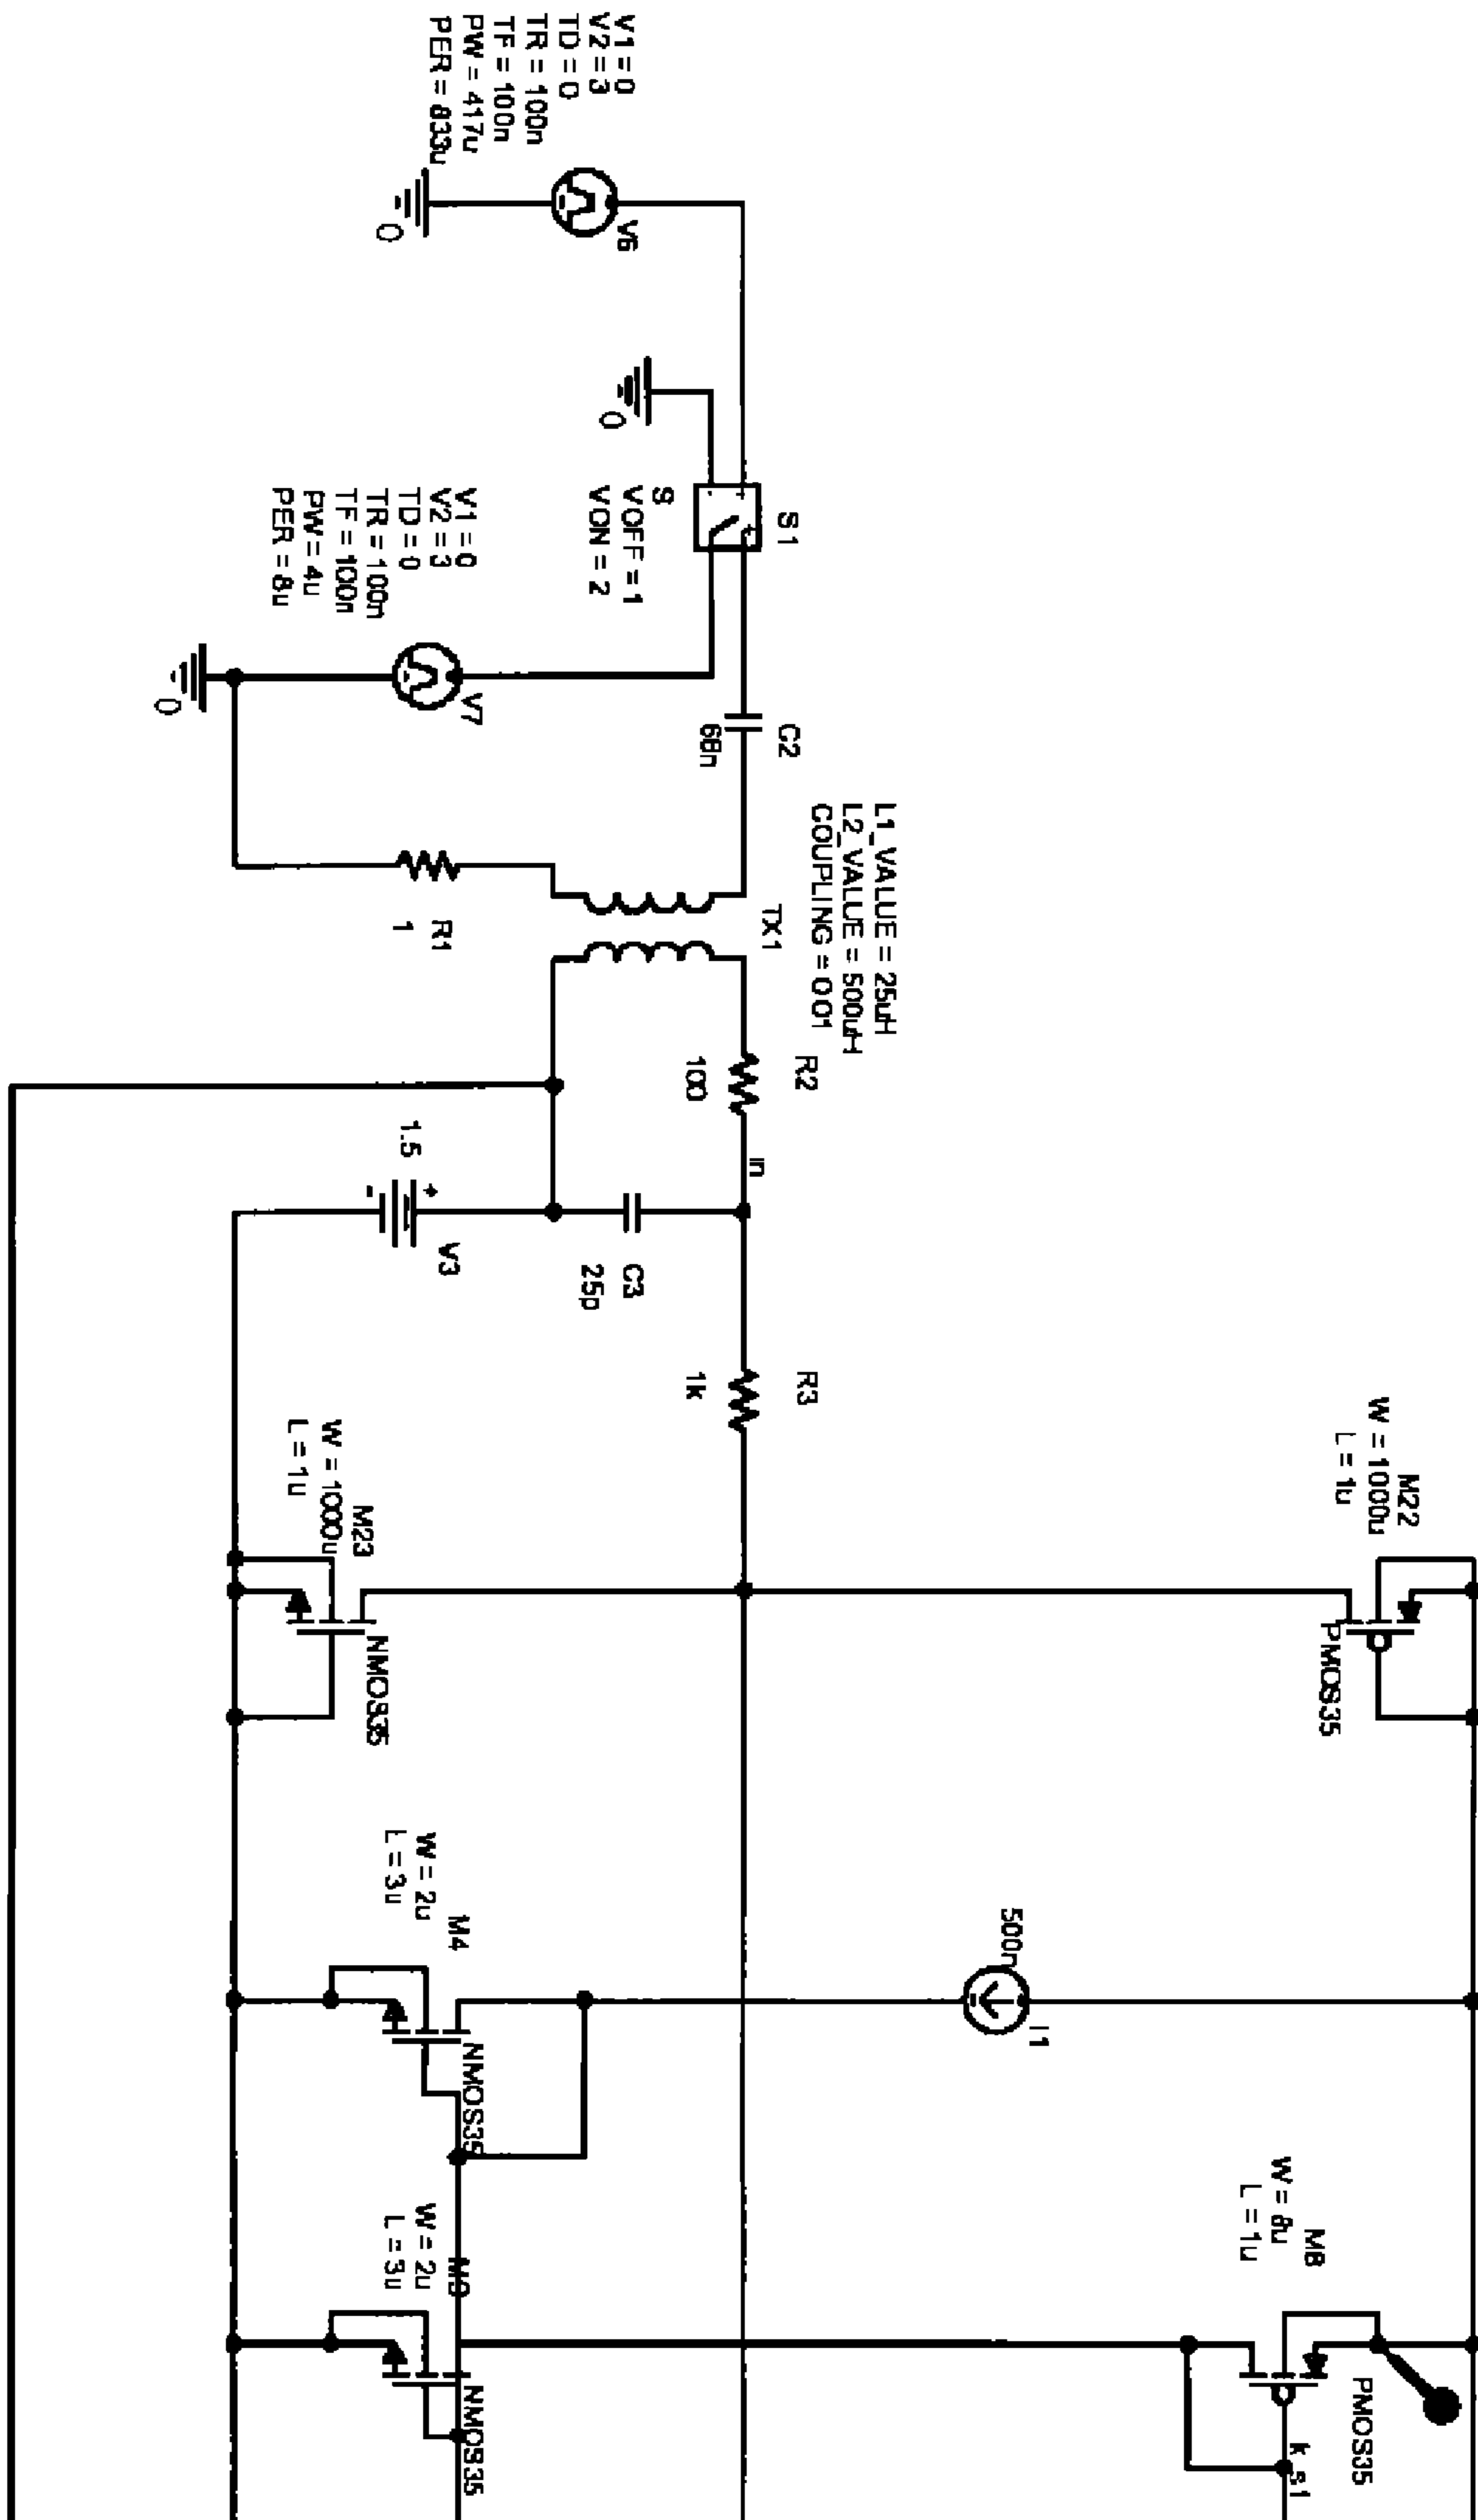 V1 = 0
V2 = 3
TD = 0
TR = 100n
TF = 100n
PW = 417u
PER = 833u
V6
0
0
S1
S
VOFF = 1
VON = 2
V1 = 0
V2 = 3
TD = 0
TR = 100n
TF = 100n
PW = 4u
PER = 8u
V7
0
C2
68n
L1_VALUE = 25uH
L2_VALUE = 500uH
COUPLING = 0.01
TX1
R1
1
R2
100
in
1.5
+
-
V3
C3
25p
R3
1k
M22
W = 1000u
L = 1u
PMOS35
M23
W = 1000u
L = 1u
NMOS35
M4
W = 2u
L = 3u
NMOS35
500n
I1
M9
W = 2u
L = 3u
NMOS35
M8
W = 8u
L = 1u
PMOS35